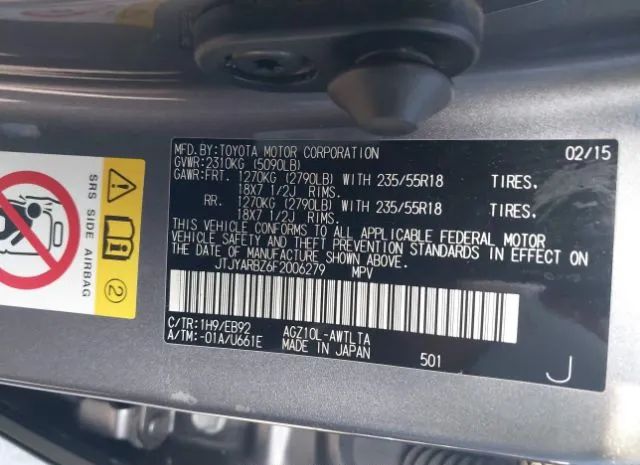 MFD.BY:TOYOTA MOTOR CORPORATION 02/15
GVWR:2310KG (5090LB)
GAWR:FRT. 1270KG (2790LB) WITH 235/55R18 TIRES.
18X7 1/2J RIMS.
RR. 1270KG (2790LB) WITH 235/55R18 TIRES.
18X7 1/2J RIMS.
THIS VEHICLE CONFORMS TO ALL APPLICABLE FEDERAL MOTOR
VEHICLE SAFETY AND THEFT PREVENTION STANDARDS IN EFFECT ON
THE DATE OF MANUFACTURE SHOWN ABOVE.
JTJYARBZ6F2006279 MPV
C/TR:1H9/EB92 AGZ10L-AWTLTA
A/TM:-01A/U661E MADE IN JAPAN 501
J
SRS SIDE AIRBAG
2